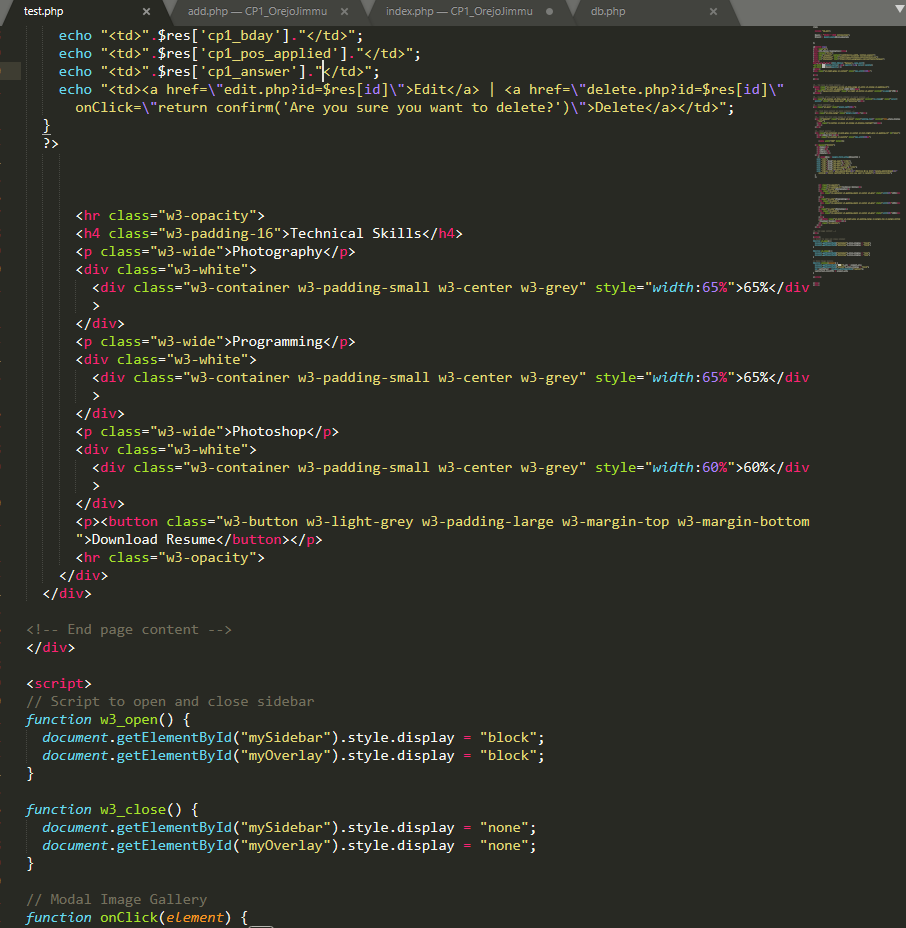 test.php × add.php — CP1_OrejoJimmu × index.php — CP1_OrejoJimmu ● db.php ×
echo "<td>".$res['cp1_bday']."</td>";
echo "<td>".$res['cp1_pos_applied']."</td>";
echo "<td>".$res['cp1_answer']."</td>";
echo "<td><a href=\"edit.php?id=$res[id]\">Edit</a> | <a href=\"delete.php?id=$res[id]\"
onClick=\"return confirm('Are you sure you want to delete?')\">Delete</a></td>";
}
?>
<hr class="w3-opacity">
<h4 class="w3-padding-16">Technical Skills</h4>
<p class="w3-wide">Photography</p>
<div class="w3-white">
<div class="w3-container w3-padding-small w3-center w3-grey" style="width:65%">65%</div
>
</div>
<p class="w3-wide">Programming</p>
<div class="w3-white">
<div class="w3-container w3-padding-small w3-center w3-grey" style="width:65%">65%</div
>
</div>
<p class="w3-wide">Photoshop</p>
<div class="w3-white">
<div class="w3-container w3-padding-small w3-center w3-grey" style="width:60%">60%</div
>
</div>
<p><button class="w3-button w3-light-grey w3-padding-large w3-margin-top w3-margin-bottom
">Download Resume</button></p>
<hr class="w3-opacity">
</div>
</div>
<!-- End page content -->
</div>
<script>
// Script to open and close sidebar
function w3_open() {
document.getElementById("mySidebar").style.display = "block";
document.getElementById("myOverlay").style.display = "block";
}
function w3_close() {
document.getElementById("mySidebar").style.display = "none";
document.getElementById("myOverlay").style.display = "none";
}
// Modal Image Gallery
function onClick(element) {